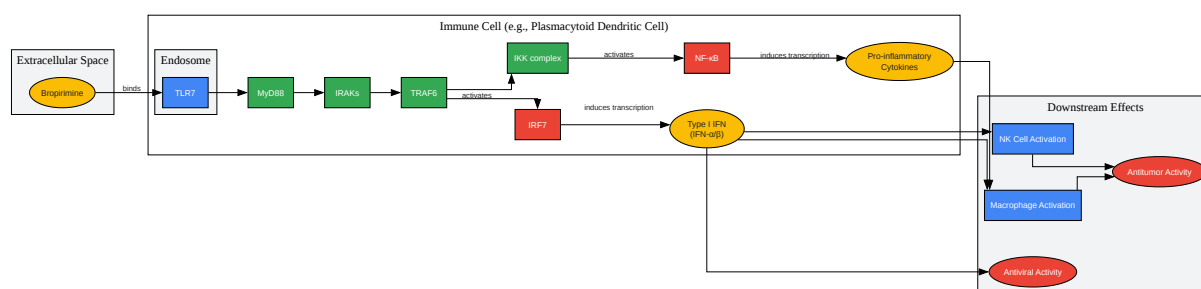 Immune Cell (e.g., Plasmacytoid Dendritic Cell)
Extracellular Space
Bropirimine
binds
Endosome
TLR7
MyD88
IRAKs
TRAF6
activates
IKK complex
activates
NF-κB
induces transcription
Pro-inflammatory
Cytokines
IRF7
induces transcription
Type I IFN
(IFN-α/β)
Downstream Effects
NK Cell Activation
Antitumor Activity
Macrophage Activation
Antiviral Activity